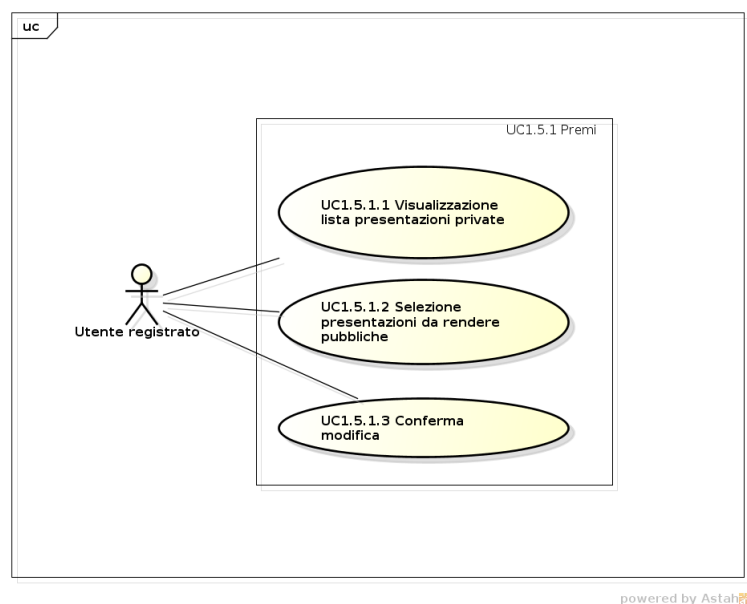 uc
UC1.5.1 Premi
UC1.5.1.1 Visualizzazione
lista presentazioni private
UC1.5.1.2 Selezione
presentazioni da rendere
pubbliche
Utente registrato
UC1.5.1.3 Conferma
modifica
powered by Astah